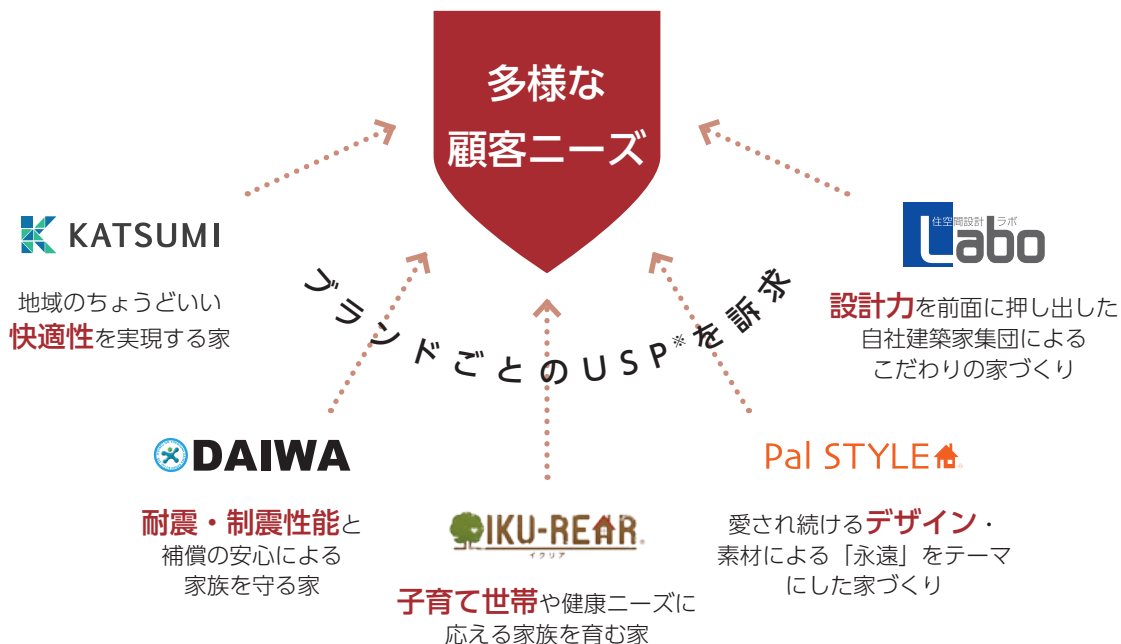 多様な
顧客ニーズ
ブランドごとのUSP※を訴求
KATSUMI
地域のちょうどいい
快適性を実現する家
DAIWA
耐震・制震性能と
補償の安心による
家族を守る家
IKU-REAR
イクリア
子育て世帯や健康ニーズに
応える家族を育む家
Pal STYLE
愛され続けるデザイン・
素材による「永遠」をテーマ
にした家づくり
住空間設計 ラボ
Labo
設計力を前面に押し出した
自社建築家集団による
こだわりの家づくり